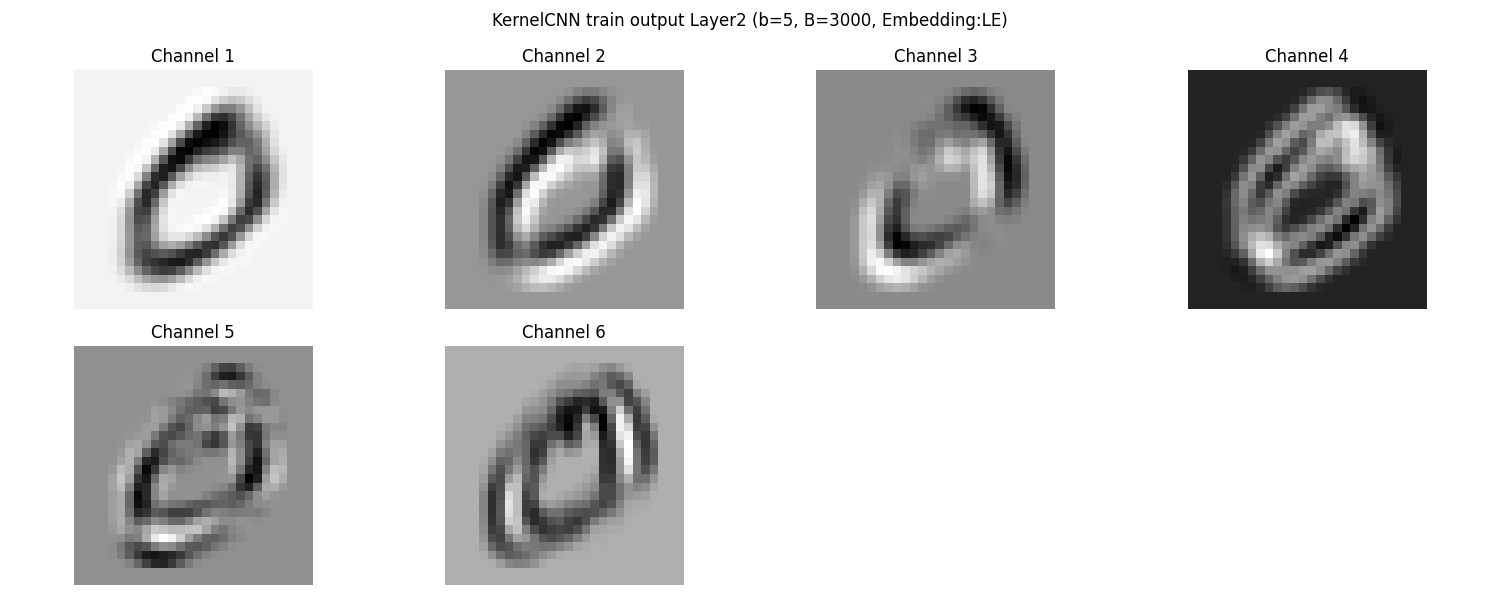 KernelCNN train output Layer2 (b=5, B=3000, Embedding:LE)
Channel 1
Channel 2
Channel 3
Channel 4
Channel 5
Channel 6